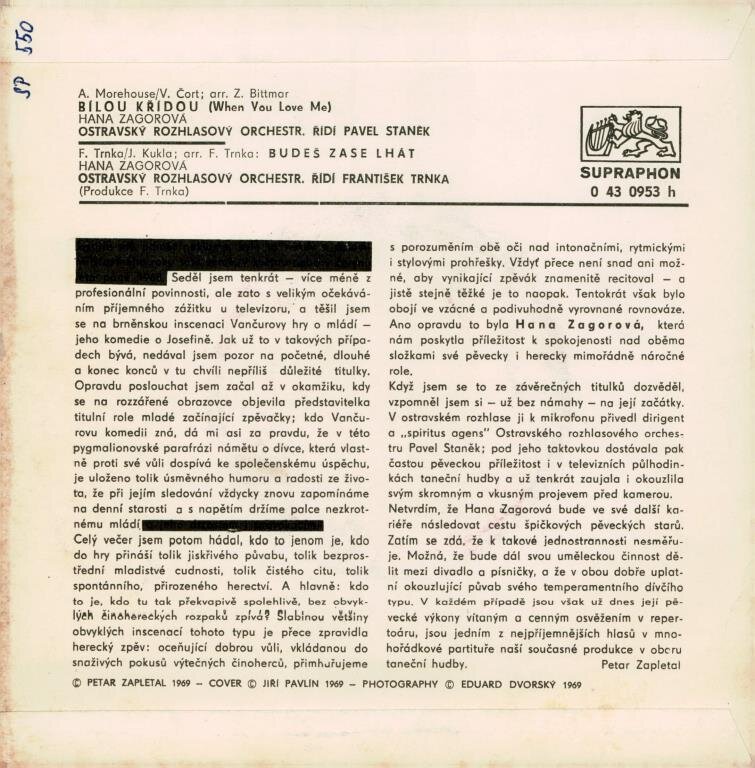 SP 550
A. Morehouse/V. Čort; arr. Z. Bittmar
BÍLOU KŘÍDOU (When You Love Me)
HANA ZAGOROVÁ
OSTRAVSKÝ ROZHLASOVÝ ORCHESTR. ŘÍDÍ PAVEL STANĚK
F. Trnka/J. Kukla; arr. F. Trnka: BUDEŠ ZASE LHÁT
HANA ZAGOROVÁ
OSTRAVSKÝ ROZHLASOVÝ ORCHESTR. ŘÍDÍ FRANTIŠEK TRNKA
(Produkce F. Trnka)
SUPRAPHON
0 43 0953 h
Seděl jsem tenkrát – více méně z
profesionální povinnosti, ale zato s velikým očekává-
ním příjemného zážitku u televizoru, a těšil jsem
se na brněnskou inscenaci Vančurovy hry o mládí –
jeho komedie o Josefině. Jak už to v takových přípa-
dech bývá, nedával jsem pozor na početné, dlouhé
a konec konců v tu chvíli nepříliš důležité titulky.
Opravdu poslouchat jsem začal až v okamžiku, kdy
se na rozzářené obrazovce objevila představitelka
titulní role mladé začínající zpěvačky; kdo Vanču-
rovu komedii zná, dá mi asi za pravdu, že v této
pygmalionovské parafrázi námětu o dívce, která vlast-
ně proti své vůli dospívá ke společenskému úspěchu,
je uloženo tolik úsměvného humoru a radosti ze živo-
ta, že při jejím sledování vždycky znovu zapomínáme
na denní starosti a s napětím držíme palce nezkrot-
nému mládí
Celý večer jsem potom hádal, kdo to jenom je, kdo
do hry přináší tolik jiskřivého půvabu, tolik bezpros-
třední mladistvé cudnosti, tolik čistého citu, tolik
spontánního, přirozeného herectví. A hlavně: kdo
to je, kdo tu tak překvapivě spolehlivě, bez obvyk-
lých činohereckých rozpaků zpívá? Slabinou většiny
obvyklých inscenací tohoto typu je přece zpravidla
herecký zpěv: oceňující dobrou vůli, vkládanou do
snaživých pokusů výtečných činoherců, přimhuřujeme
s porozuměním obě oči nad intonačními, rytmickými
i stylovými prohřešky. Vždyť přece není snad ani mož-
né, aby vynikající zpěvák znamenitě recitoval – a
jistě stejně těžké je to naopak. Tentokrát však bylo
obojí ve vzácné a podivuhodně vyrovnané rovnováze.
Ano opravdu to byla Hana Zagorová, která
nám poskytla příležitost k spokojenosti nad oběma
složkami své pěvecky i herecky mimořádně náročné
role.
Když jsem se to ze závěrečných titulků dozvěděl,
vzpomněl jsem si – už bez námahy – na její začátky.
V ostravském rozhlase ji k mikrofonu přivedl dirigent
a „spiritus agens" Ostravského rozhlasového orches-
tru Pavel Staněk; pod jeho taktovkou dostávala pak
častou pěveckou příležitost i v televizních půlhodin-
kách taneční hudby a už tenkrát zaujala i okouzlila
svým skromným a vkusným projevem před kamerou.
Netvrdím, že Hana Zagorová bude ve své další ka-
riéře následovat cestu špičkových pěveckých starů.
Zatím se zdá, že k takové jednostrannosti nesměřu-
je. Možná, že bude dál svou uměleckou činnost dě-
lit mezi divadlo a písničky, a že v obou dobře uplat-
ní okouzlující půvab svého temperamentního dívčího
typu. V každém případě jsou však už dnes její pě-
vecké výkony vítaným a cenným osvěžením v reper-
toáru, jsou jedním z nejpříjemnějších hlasů v mno-
hořádkové partituře naší současné produkce v oboru
taneční hudby. Petar Zapletal
© PETAR ZAPLETAL 1969 – COVER © JIŘÍ PAVLÍN 1969 – PHOTOGRAPHY © EDUARD DVORSKÝ 1969